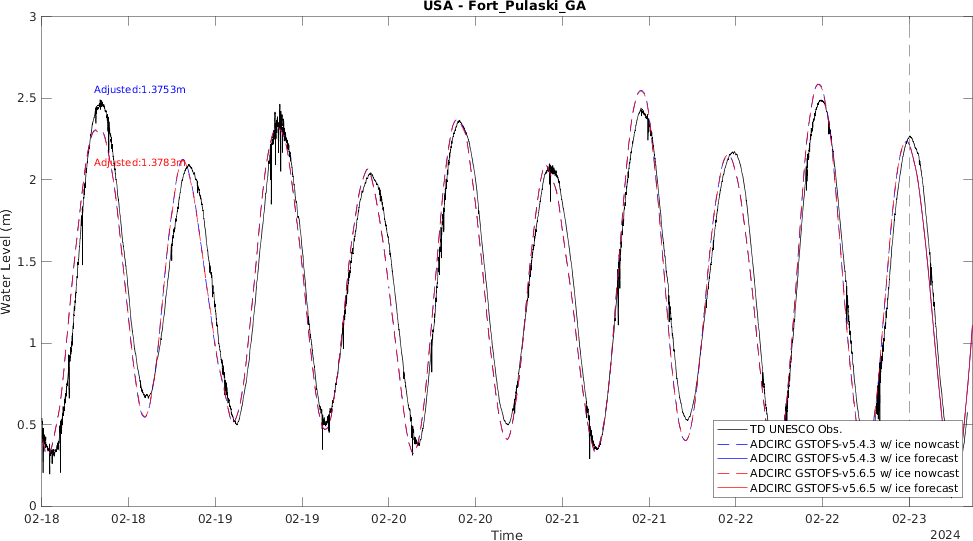 USA - Fort_Pulaski_GA
3
2.5
2
1.5
1
0.5
0
Water Level (m)
Adjusted:1.3753m
Adjusted:1.3783m
TD UNESCO Obs.
ADCIRC GSTOFS-v5.4.3 w/ ice nowcast
ADCIRC GSTOFS-v5.4.3 w/ ice forecast
ADCIRC GSTOFS-v5.6.5 w/ ice nowcast
ADCIRC GSTOFS-v5.6.5 w/ ice forecast
02-18 02-18 02-19 02-19 02-20 02-20 02-21 02-21 02-22 02-22 02-23
Time
2024